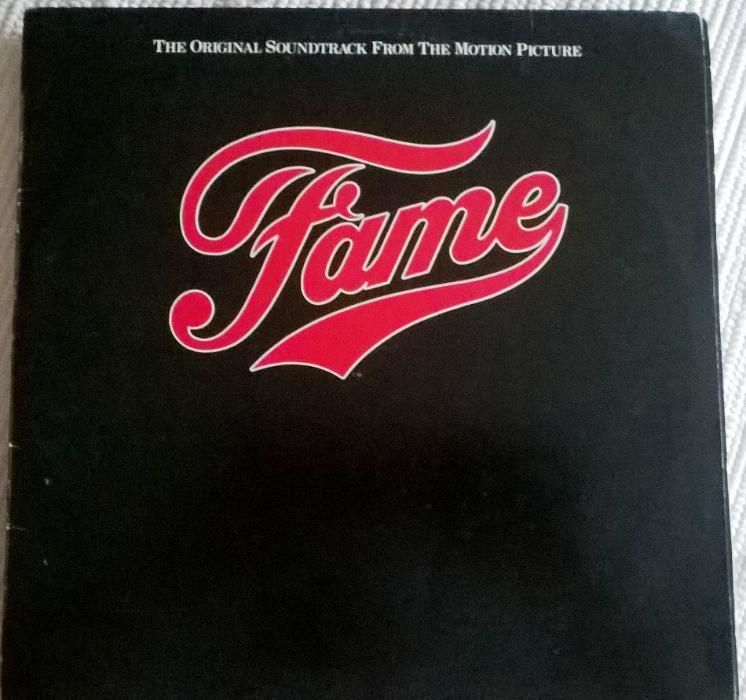 THE ORIGINAL SOUNDTRACK FROM THE MOTION PICTURE
Fame